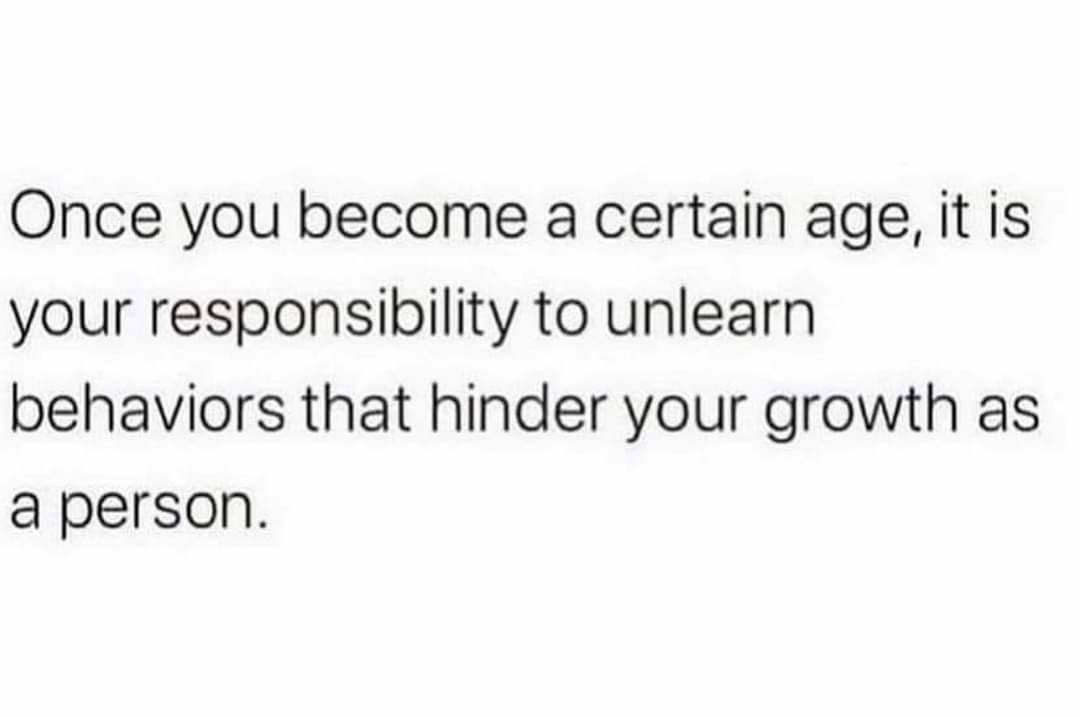 Once you become a certain age, it is
your responsibility to unlearn
behaviors that hinder your growth as
a person.